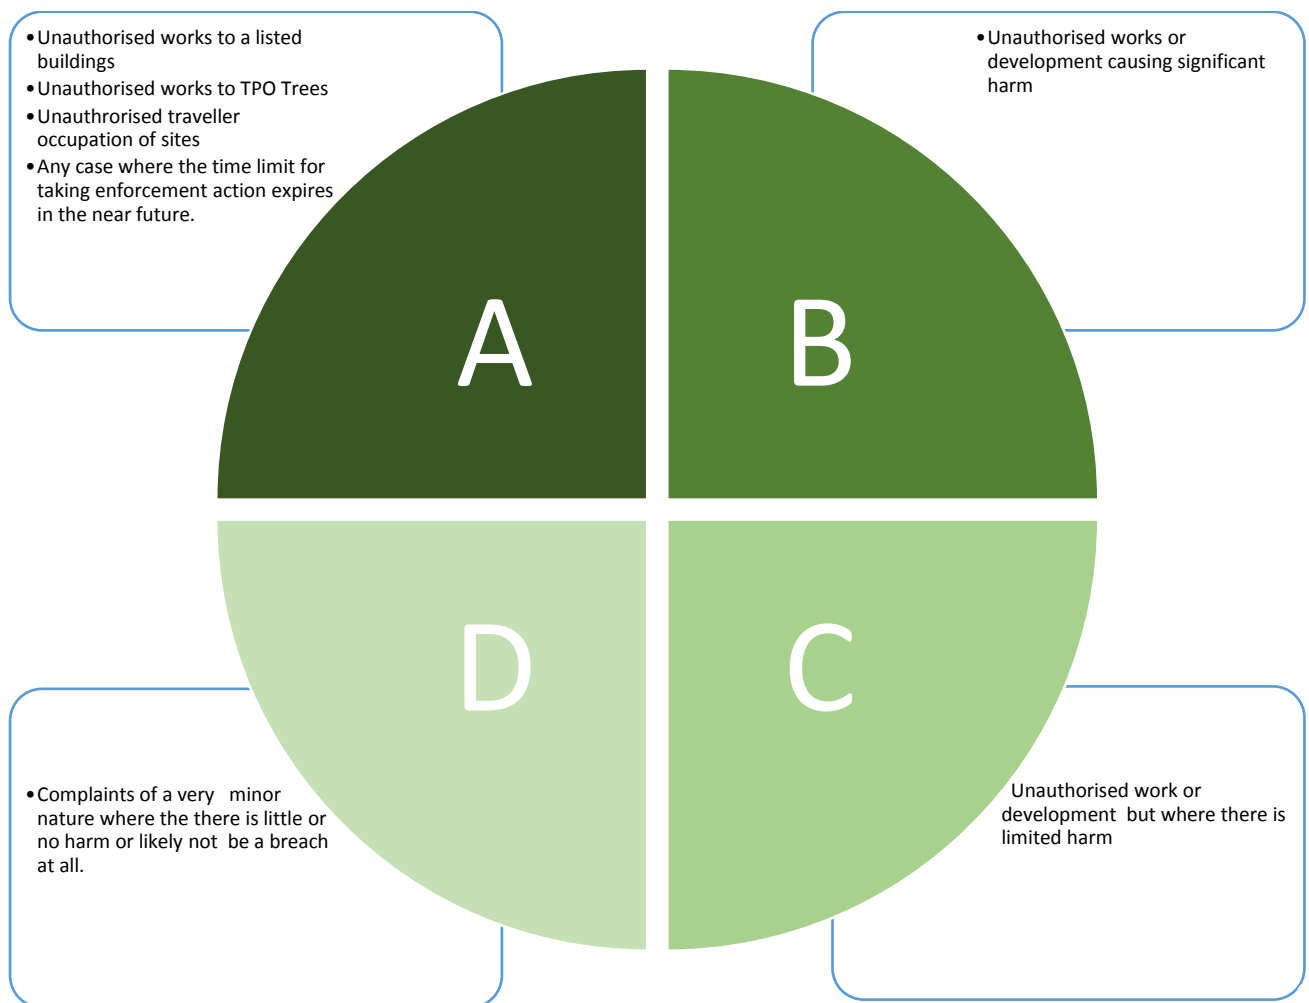 •Unauthorised works to a listed
buildings
•Unauthorised works to TPO Trees
•Unauthrorised traveller
occupation of sites
•Any case where the time limit for
taking enforcement action expires
in the near future.
•Unauthorised works or
development causing significant
harm
A
B
D
C
•Complaints of a very minor
nature where the there is little or
no harm or likely not be a breach
at all.
Unauthorised work or
development but where there is
limited harm